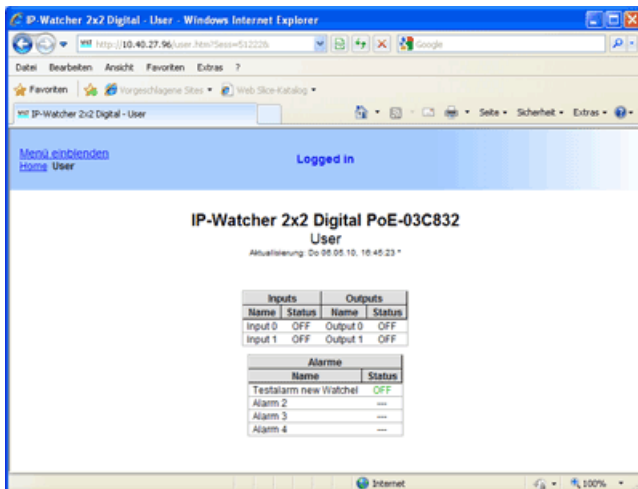 IP-Watcher 2x2 Digital - User - Windows Internet Explorer
http://10.40.27.96/user.htm?Sess=51222b
Google
Datei Bearbeiten Ansicht Favoriten Extras ?
Favoriten Vorgeschlagene Sites Web Slice-Katalog
IP-Watcher 2x2 Digital - User
Seite Sicherheit Extras
Menü einblenden
Home User
Logged in
IP-Watcher 2x2 Digital PoE-03C832
User
Aktualisierung: Do 06.05.10, 16:45:23 *
Inputs Outputs
Name Status Name Status
Input 0 OFF Output 0 OFF
Input 1 OFF Output 1 OFF
Alarme
Name Status
Testalarm new Watchel OFF
Alarm 2 ---
Alarm 3 ---
Alarm 4 ---
Internet 100%